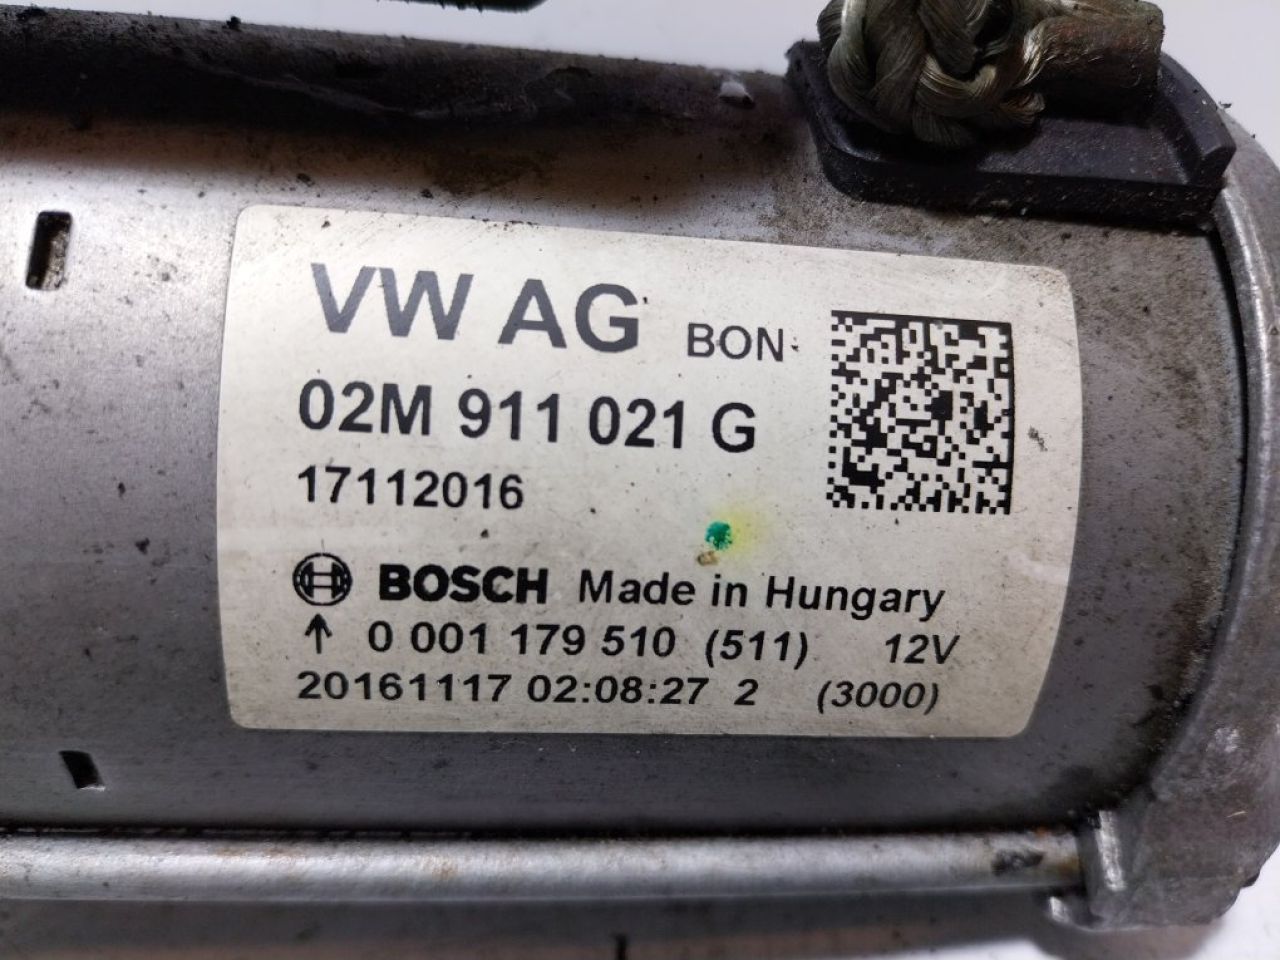 VW AG BON
02M 911 021 G
17112016
BOSCH Made in Hungary
↑ 0 001 179 510 (511) 12V
20161117 02:08:27 2 (3000)